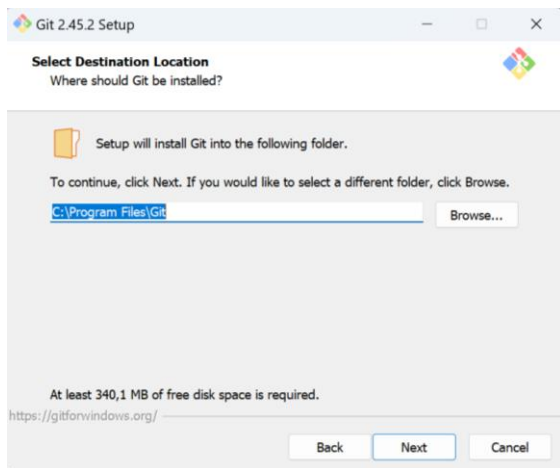 Git 2.45.2 Setup
Select Destination Location
Where should Git be installed?
Setup will install Git into the following folder.
To continue, click Next. If you would like to select a different folder, click Browse.
C:\Program Files\Git
Browse...
At least 340,1 MB of free disk space is required.
https://gitforwindows.org/
Back Next Cancel